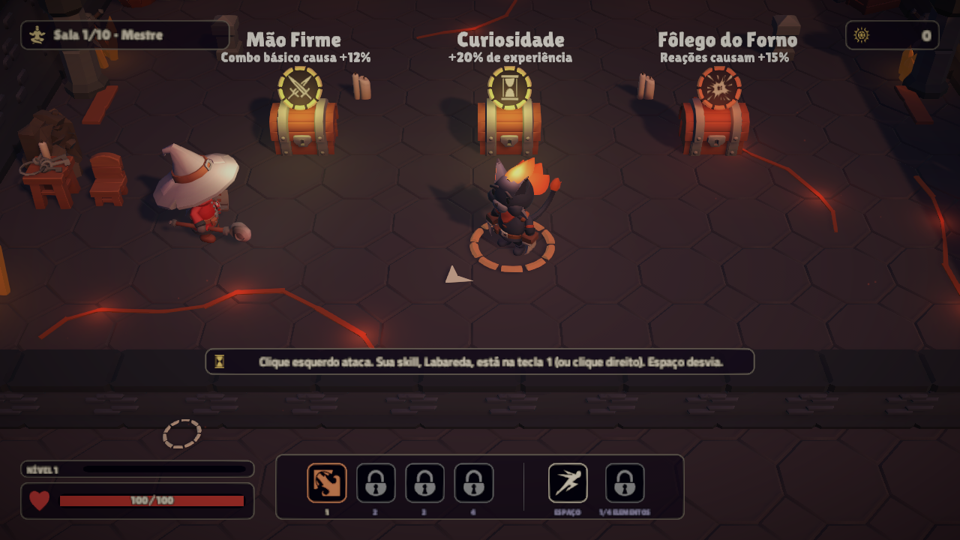 Sala 1/10 - Mestre
Mão Firme
Combo básico causa +12%
Curiosidade
+20% de experiência
Fôlego do Forno
Reações causam +15%
0
Clique esquerdo ataca. Sua skill, Labareda, está na tecla 1 (ou clique direito). Espaço desvia.
NÍVEL 1
100/100
1
2
3
4
ESPAÇO
1/4 ELEMENTOS